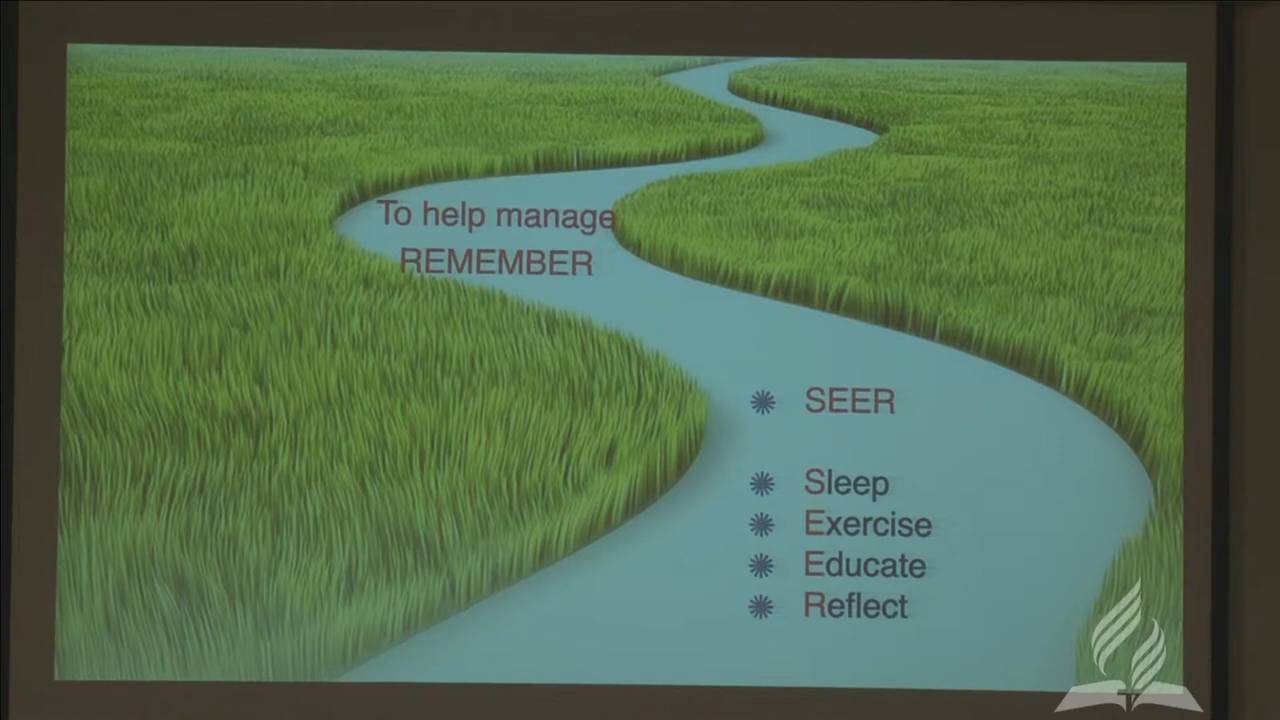 To help manage
REMEMBER
SEER
Sleep
Exercise
Educate
Reflect